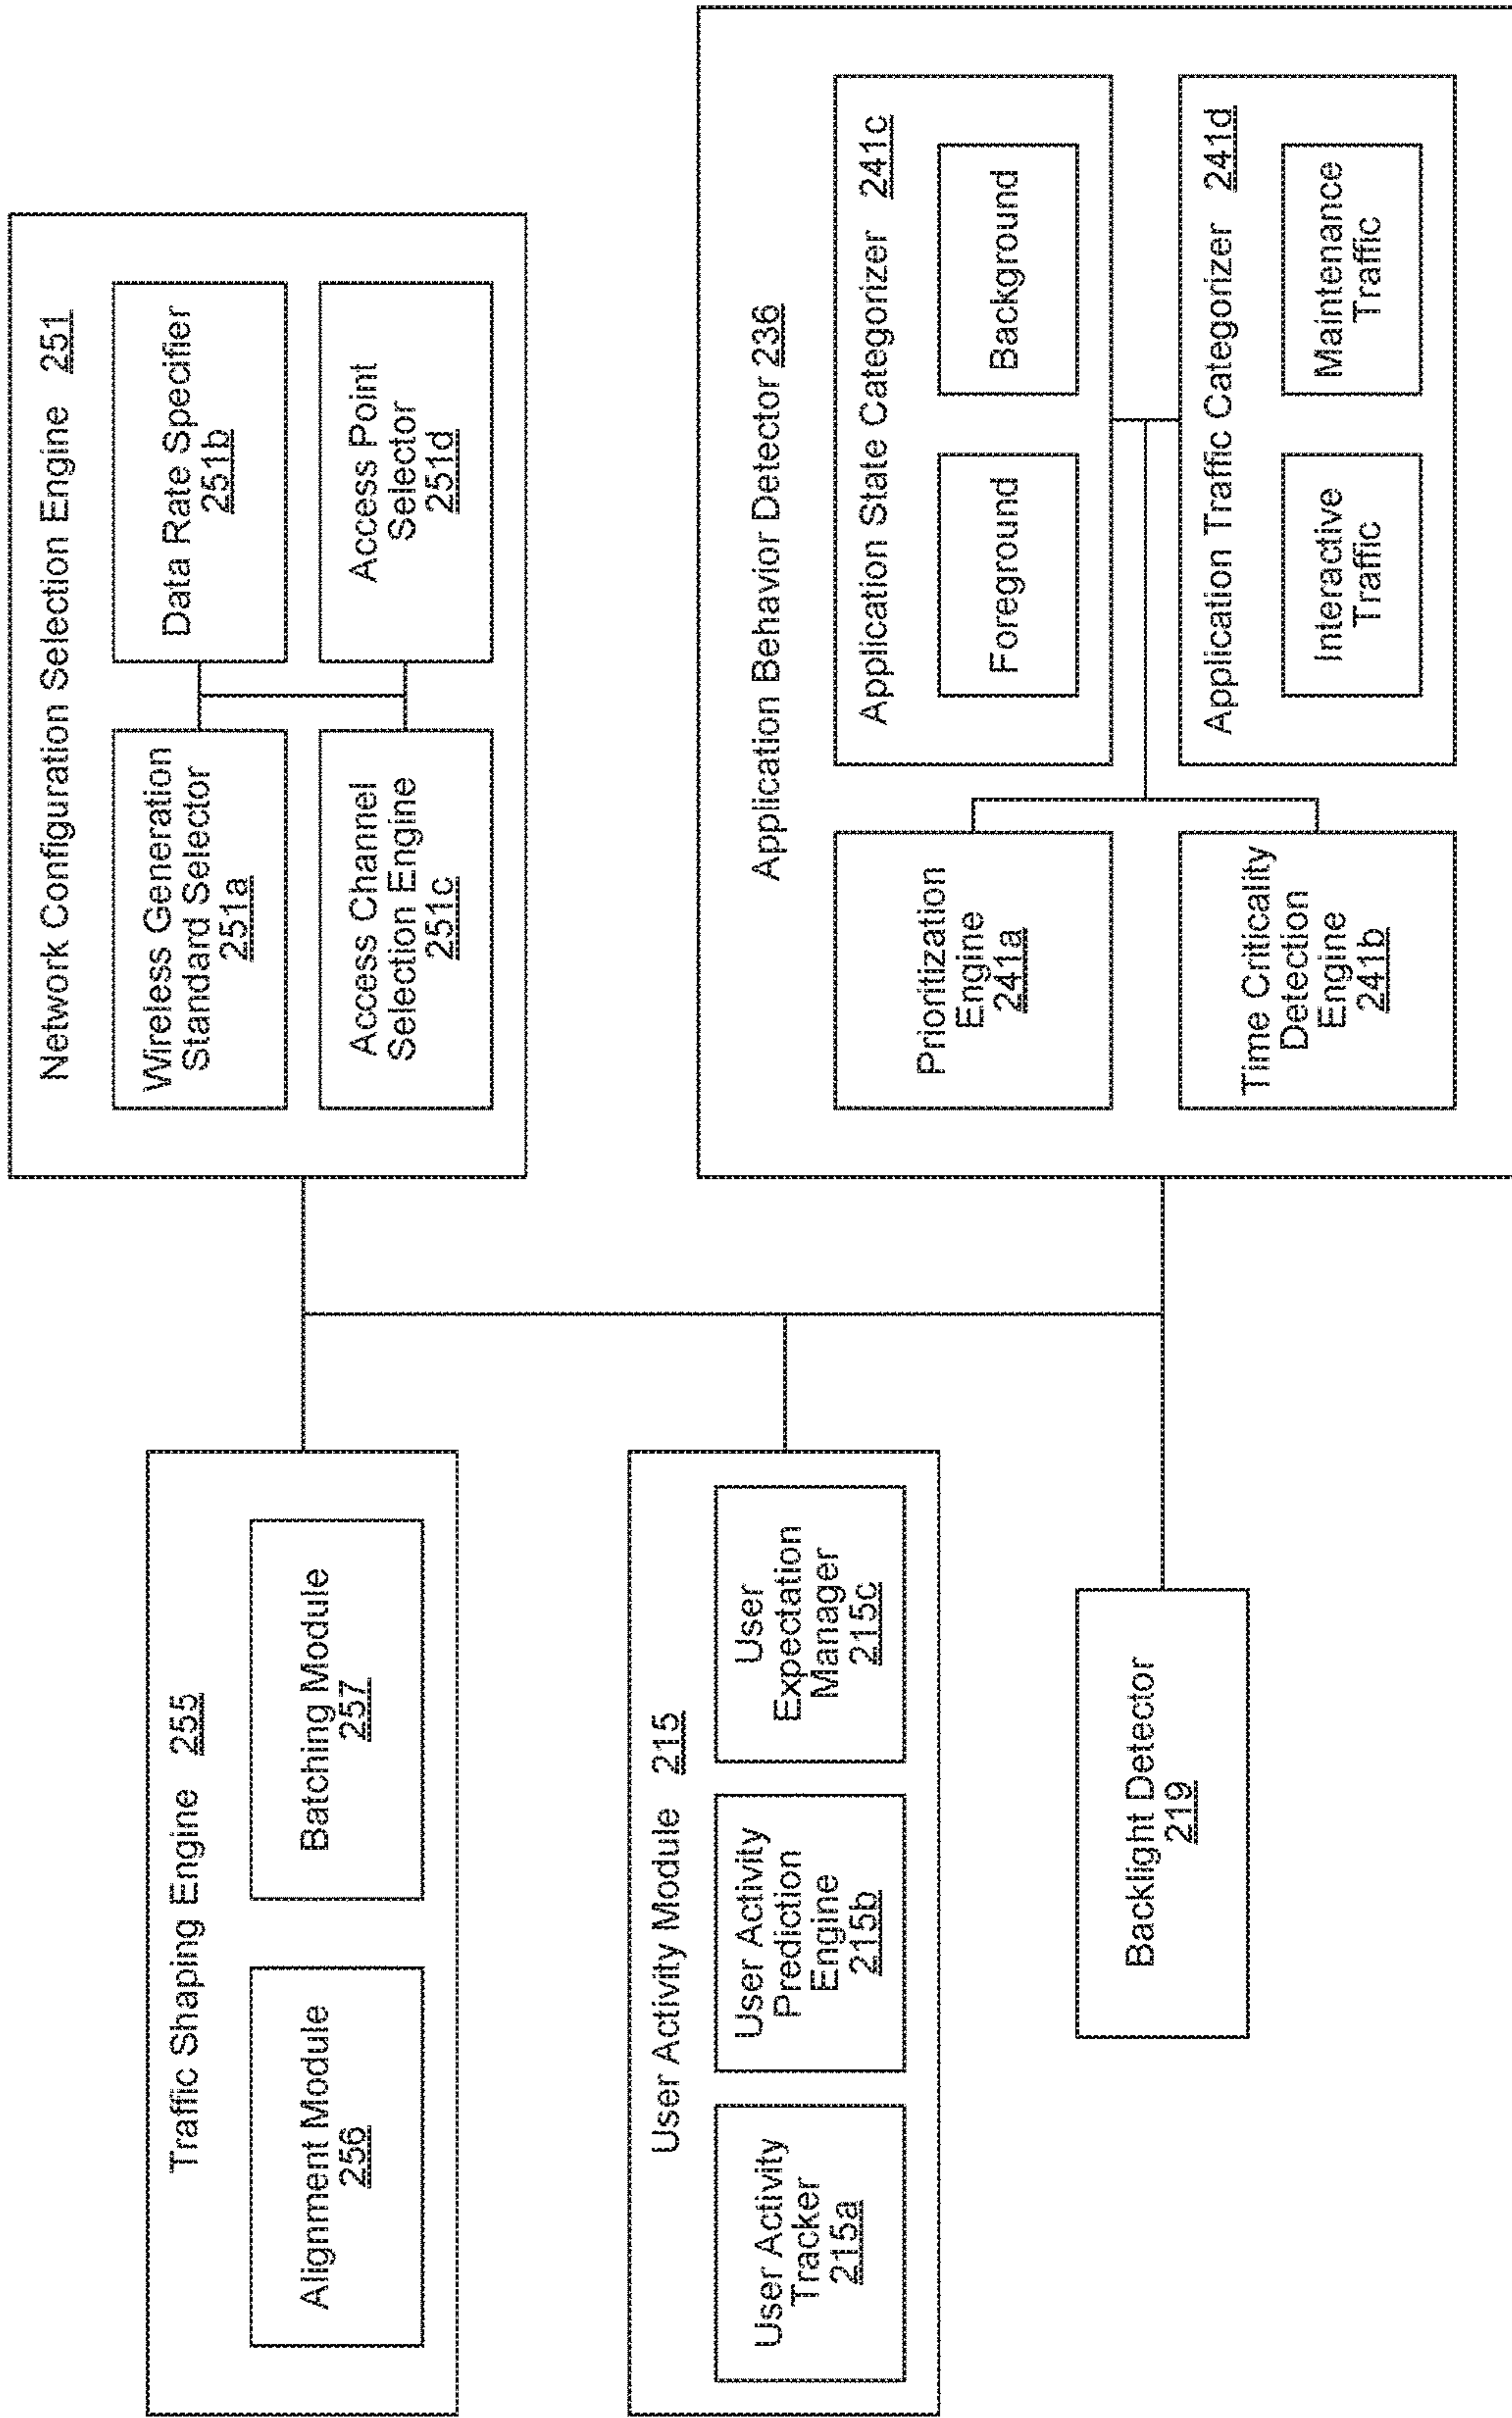 Traffic Shaping Engine 255
Alignment Module
256
Batching Module
257
Network Configuration Selection Engine 251
Wireless Generation
Standard Selector
251a
Data Rate Specifier
251b
Access Channel
Selection Engine
251c
Access Point
Selector
251d
User Activity Module 215
User Activity
Tracker
215a
User Activity
Prediction
Engine
215b
User
Expectation
Manager
215c
Backlight Detector
219
Application Behavior Detector 236
Prioritization
Engine
241a
Time Criticality
Detection
Engine
241b
Application State Categorizer 241c
Foreground
Background
Application Traffic Categorizer 241d
Interactive
Traffic
Maintenance
Traffic